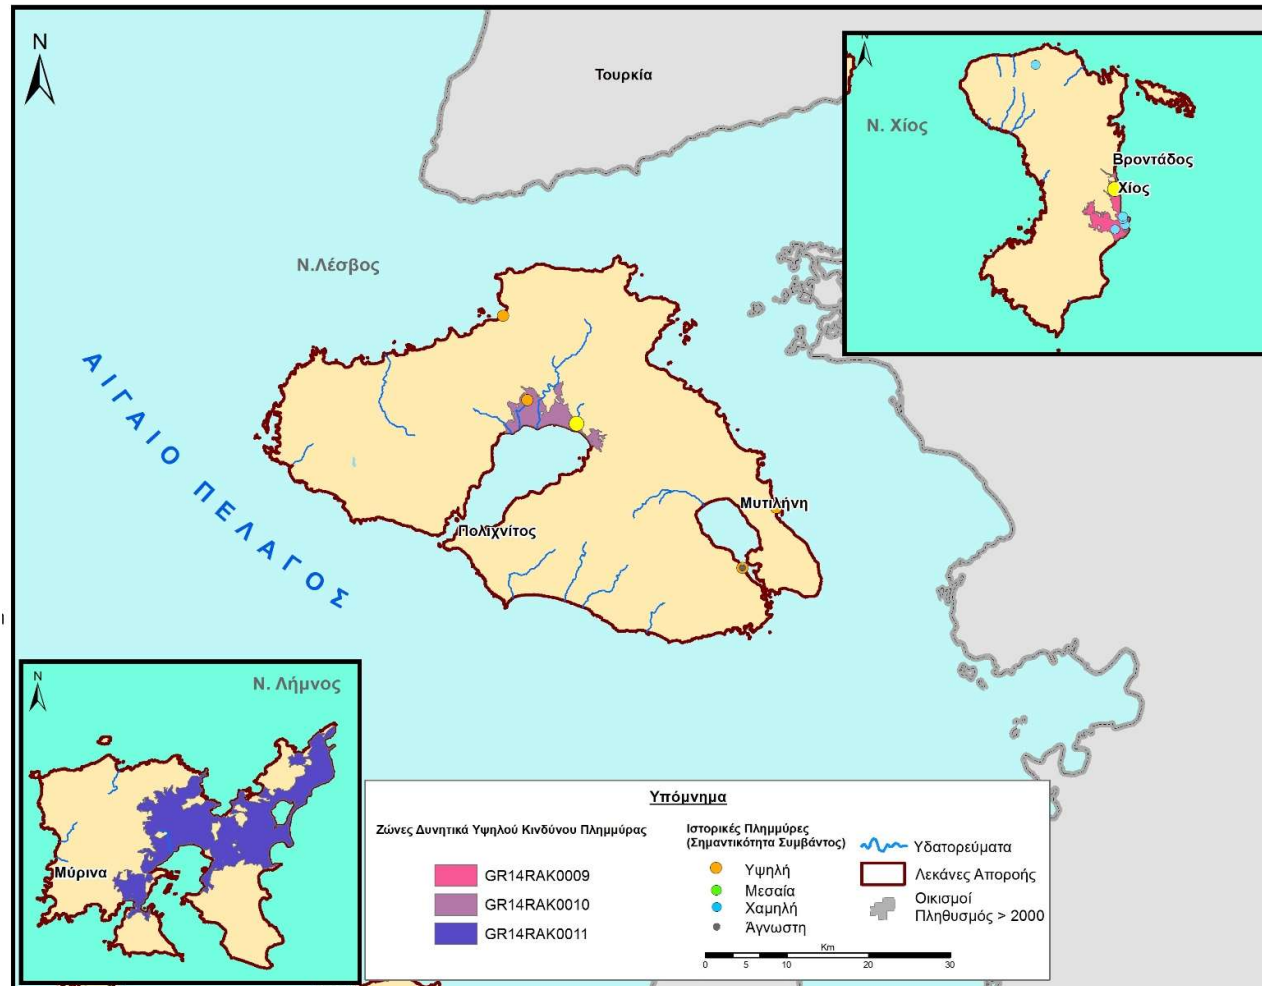 N
Τουρκία
N
Ν. Χίος
Βροντάδος
Χίος
Ν.Λέσβος
ΑΙΓΑΙΟ ΠΕΛΑΓΟΣ
Μυτιλήνη
Πολιχνίτος
N
Ν. Λήμνος
Μύρινα
Υπόμνημα
Ζώνες Δυνητικά Υψηλού Κινδύνου Πλημμύρας
GR14RAK0009
GR14RAK0010
GR14RAK0011
Ιστορικές Πλημμύρες
(Σημαντικότητα Συμβάντος)
Υψηλή
Μεσαία
Χαμηλή
Άγνωστη
Υδατορεύματα
Λεκάνες Αποροής
Οικισμοί
Πληθυσμός > 2000
Km
0 5 10 20 30